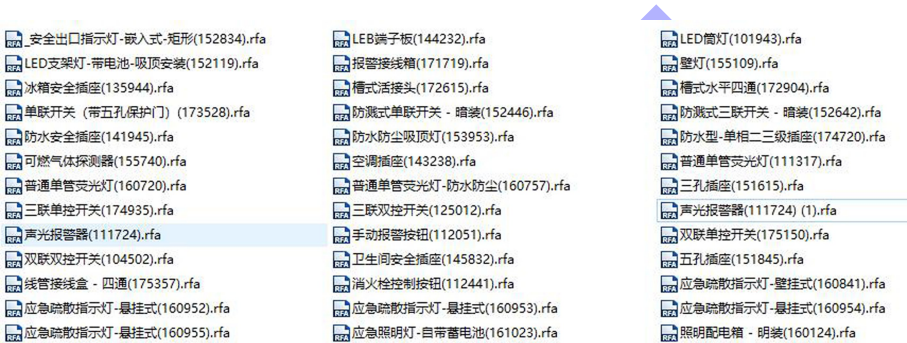 _安全出口指示灯-嵌入式-矩形(152834).rfa
LEB端子板(144232).rfa
LED筒灯(101943).rfa
LED支架灯-带电池-吸顶安装(152119).rfa
报警接线箱(171719).rfa
壁灯(155109).rfa
冰箱安全插座(135944).rfa
槽式活接头(172615).rfa
槽式水平四通(172904).rfa
单联开关（带五孔保护门）(173528).rfa
防溅式单联开关 - 暗装(152446).rfa
防溅式三联开关 - 暗装(152642).rfa
防水安全插座(141945).rfa
防水防尘吸顶灯(153953).rfa
防水型-单相二三级插座(174720).rfa
可燃气体探测器(155740).rfa
空调插座(143238).rfa
普通单管荧光灯(111317).rfa
普通单管荧光灯(160720).rfa
普通单管荧光灯-防水防尘(160757).rfa
三孔插座(151615).rfa
三联单控开关(174935).rfa
三联双控开关(125012).rfa
声光报警器(111724) (1).rfa
声光报警器(111724).rfa
手动报警按钮(112051).rfa
双联单控开关(175150).rfa
双联双控开关(104502).rfa
卫生间安全插座(145832).rfa
五孔插座(151845).rfa
线管接线盒 - 四通(175357).rfa
消火栓控制按钮(112441).rfa
应急疏散指示灯-壁挂式(160841).rfa
应急疏散指示灯-悬挂式(160952).rfa
应急疏散指示灯-悬挂式(160953).rfa
应急疏散指示灯-悬挂式(160954).rfa
应急疏散指示灯-悬挂式(160955).rfa
应急照明灯-自带蓄电池(161023).rfa
照明配电箱 - 明装(160124).rfa